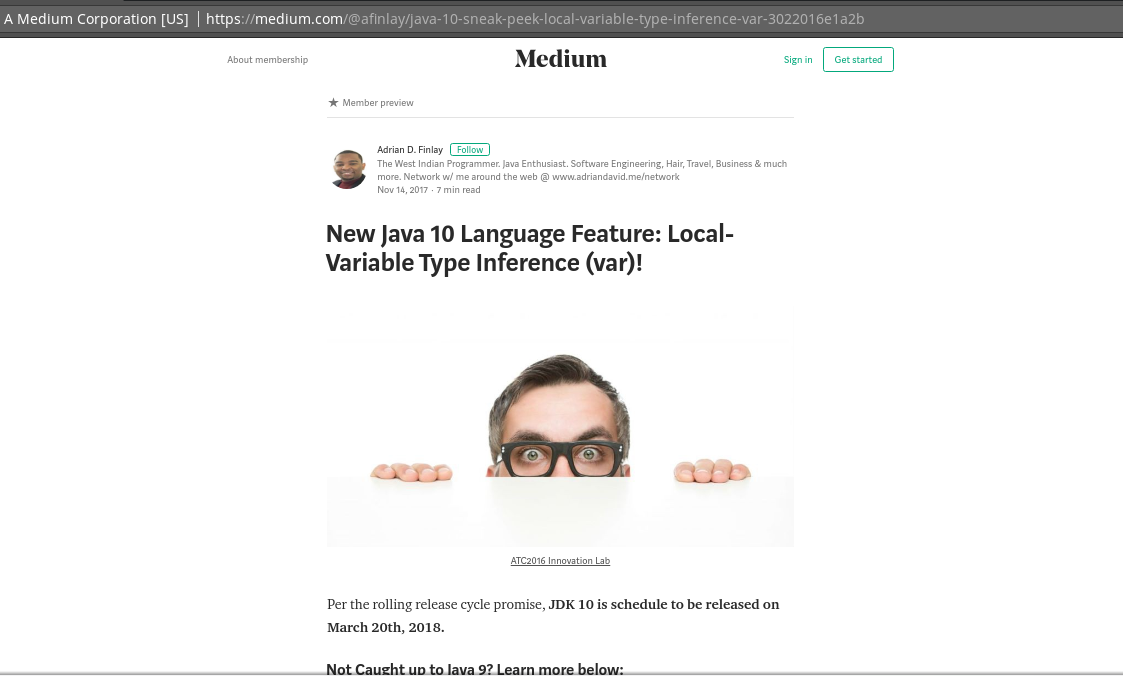 A Medium Corporation [US] | https://medium.com/@afinlay/java-10-sneak-peek-local-variable-type-inference-var-3022016e1a2b
About membership Medium Sign in Get started
★ Member preview
Adrian D. Finlay Follow
The West Indian Programmer. Java Enthusiast. Software Engineering, Hair, Travel, Business & much
more. Network w/ me around the web @ www.adriandavid.me/network
Nov 14, 2017 · 7 min read
New Java 10 Language Feature: Local-
Variable Type Inference (var)!
ATC2016 Innovation Lab
Per the rolling release cycle promise, JDK 10 is schedule to be released on
March 20th, 2018.
Not Caught up to Java 9? Learn more below: